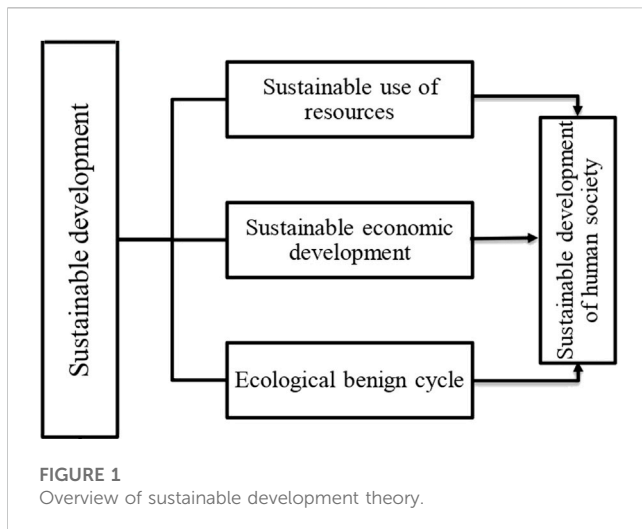 Sustainable development
Sustainable use of
resources
Sustainable economic
development
Ecological benign cycle
Sustainable development
of human society
FIGURE 1
Overview of sustainable development theory.